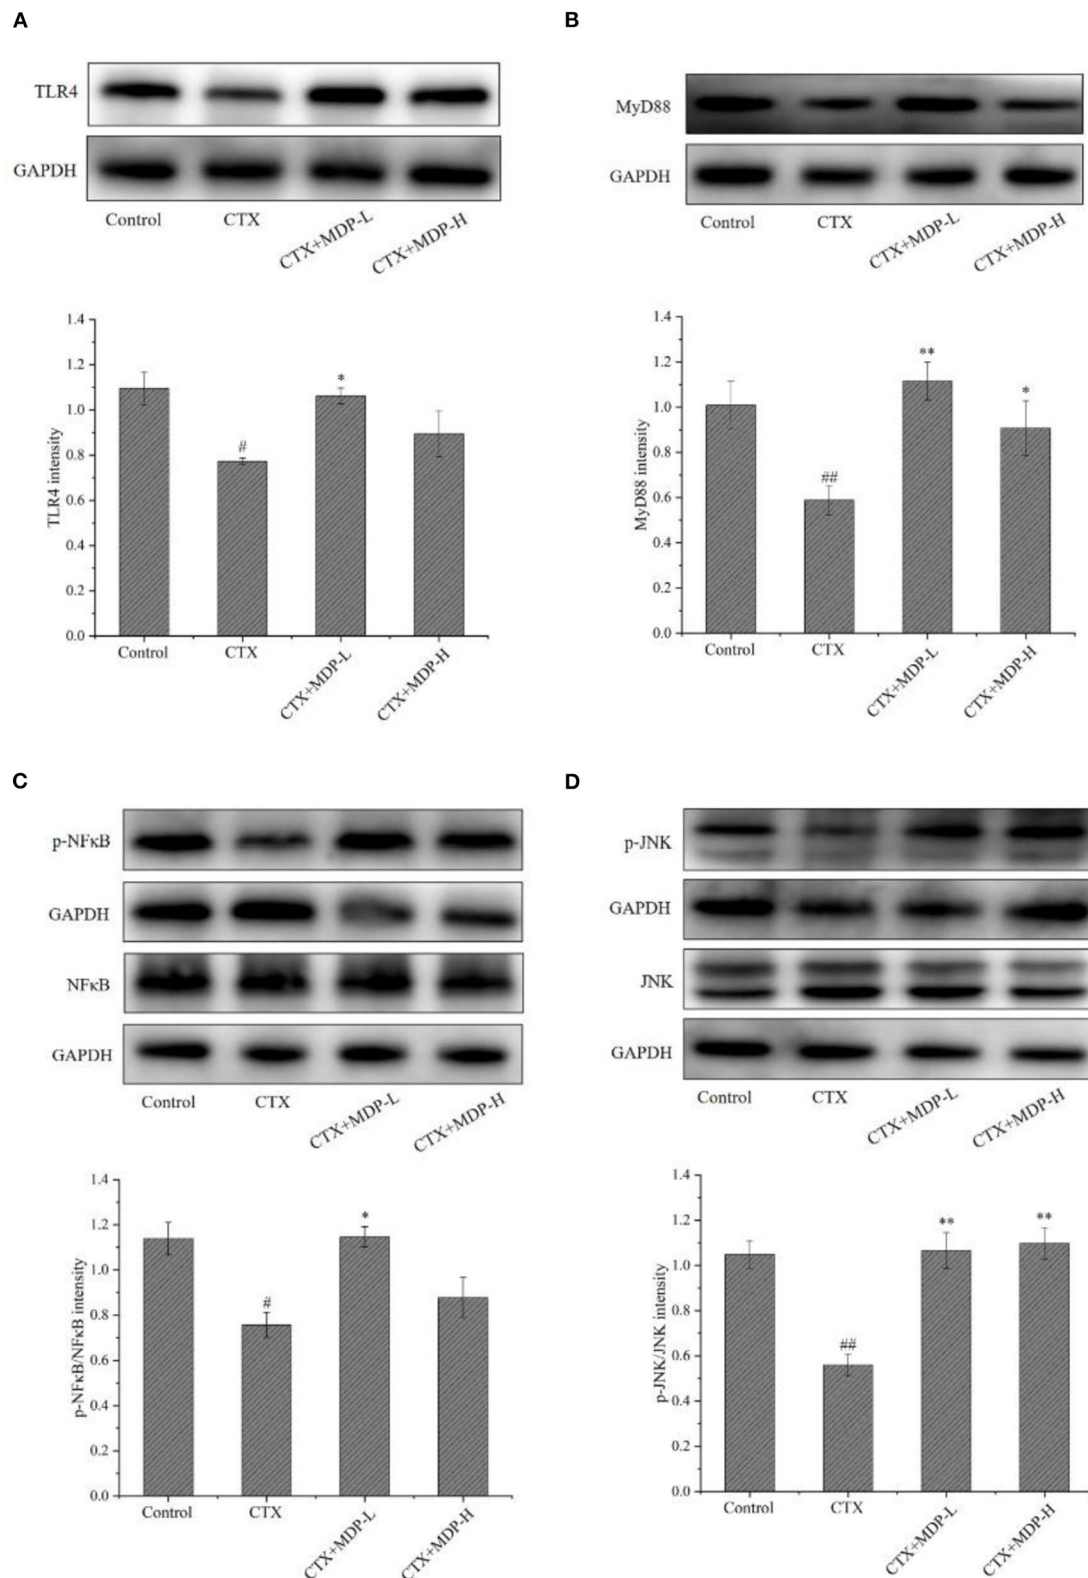 A
TLR4
GAPDH
Control CTX CTX+MDP-L CTX+MDP-H
TLR4 intensity
1.4
1.2
1.0
0.8
0.6
0.4
0.2
0.0
#
*
Control CTX CTX+MDP-L CTX+MDP-H
B
MyD88
GAPDH
Control CTX CTX+MDP-L CTX+MDP-H
MyD88 intensity
1.4
1.2
1.0
0.8
0.6
0.4
0.2
0.0
##
**
*
Control CTX CTX+MDP-L CTX+MDP-H
C
p-NFκB
GAPDH
NFκB
GAPDH
Control CTX CTX+MDP-L CTX+MDP-H
p-NFκB/NFκB intensity
1.4
1.2
1.0
0.8
0.6
0.4
0.2
0.0
#
*
Control CTX CTX+MDP-L CTX+MDP-H
D
p-JNK
GAPDH
JNK
GAPDH
Control CTX CTX+MDP-L CTX+MDP-H
p-JNK/JNK intensity
1.4
1.2
1.0
0.8
0.6
0.4
0.2
0.0
##
**
**
Control CTX CTX+MDP-L CTX+MDP-H